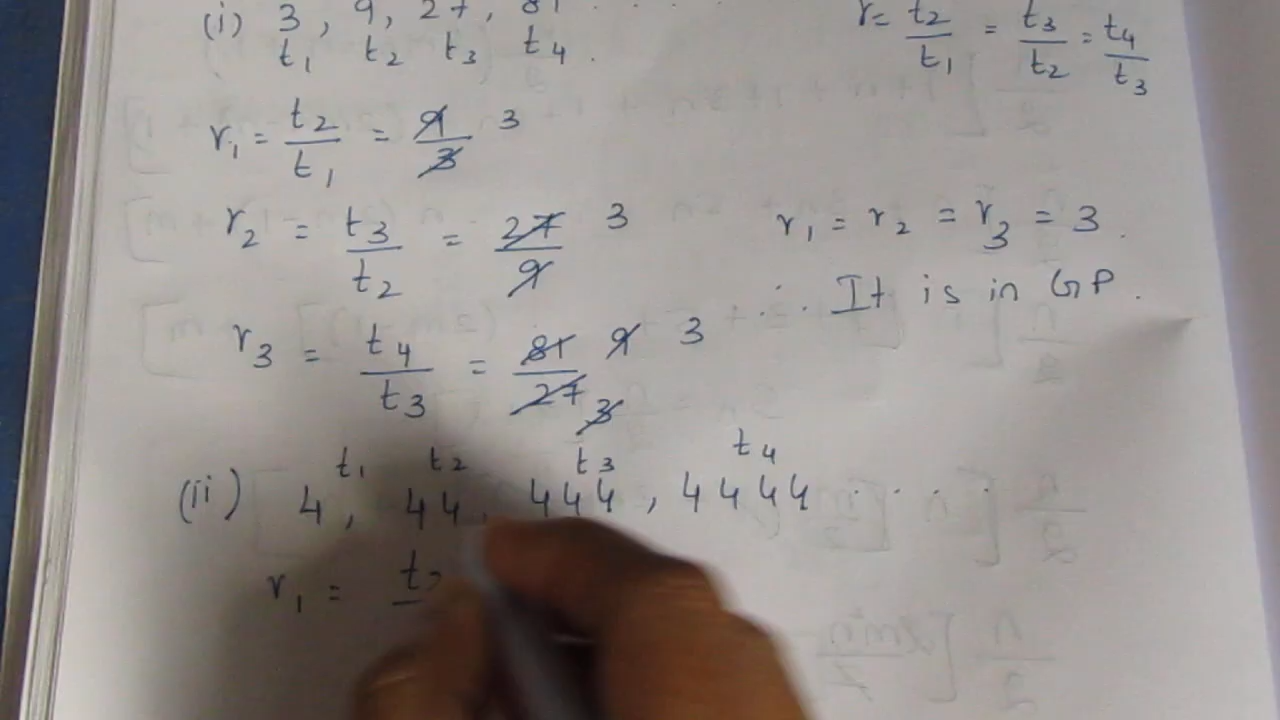 (i) 3, 9, 27, 81 . . . .
t₁ t₂ t₃ t₄ .
r = t₂/t₁ = t₃/t₂ = t₄/t₃
r₁ = t₂/t₁ = 9/3 3
r₂ = t₃/t₂ = 27/9 3
r₁ = r₂ = r₃ = 3 .
∴ It is in GP .
r₃ = t₄/t₃ = 81/27 9 3 3
t₁ t₂ t₃ t₄
(ii) 4, 44, 444, 4444 . . . .
r₁ = t₂